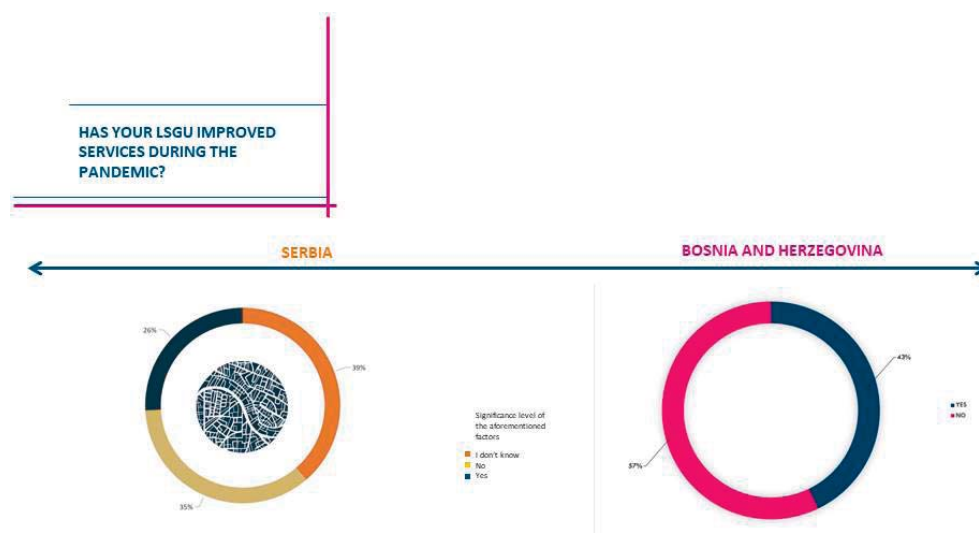 HAS YOUR LSGU IMPROVED
SERVICES DURING THE
PANDEMIC?
SERBIA
BOSNIA AND HERZEGOVINA
26%
39%
35%
Significance level of
the aforementioned
factors
I don't know
No
Yes
43%
57%
YES
NO